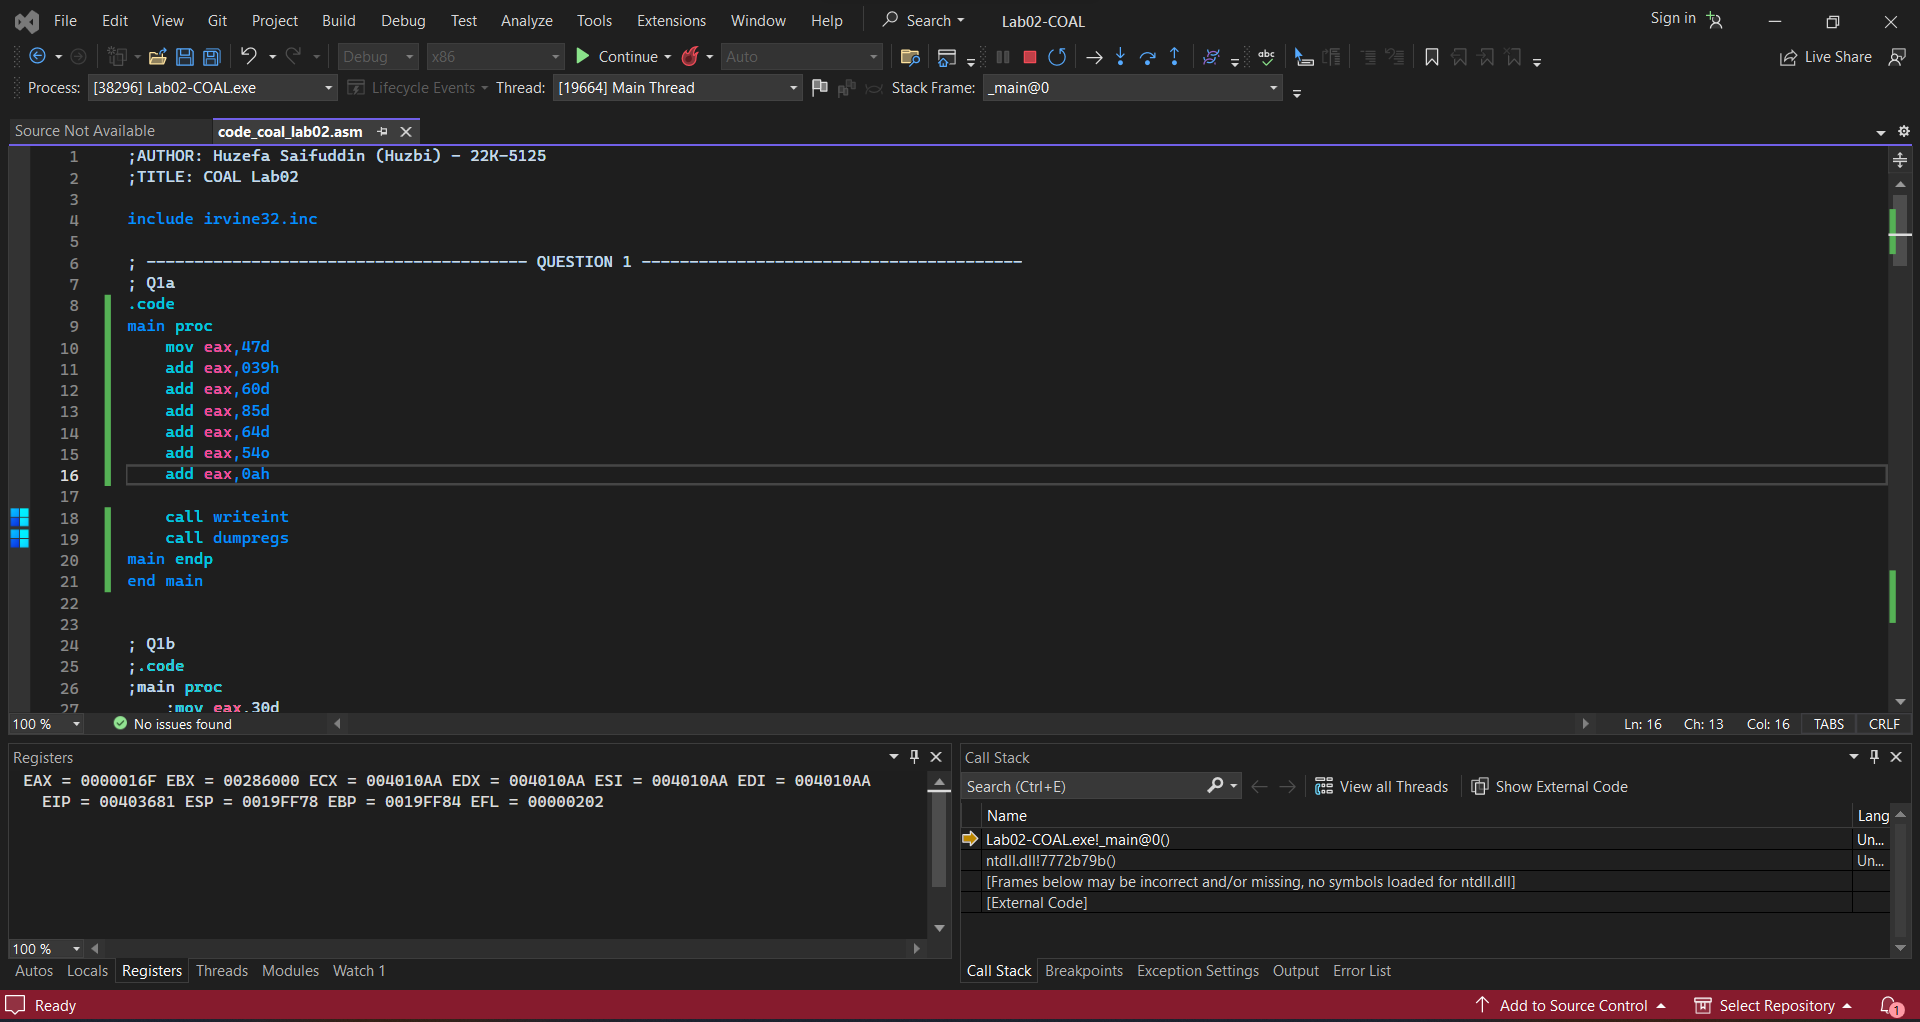 File Edit View Git Project Build Debug Test Analyze Tools Extensions Window Help Search Lab02-COAL Sign in
Debug x86 Continue Auto Live Share
Process: [38296] Lab02-COAL.exe Lifecycle Events Thread: [19664] Main Thread Stack Frame: _main@0
Source Not Available code_coal_lab02.asm
1 ;AUTHOR: Huzefa Saifuddin (Huzbi) - 22K-5125
2 ;TITLE: COAL Lab02
3
4 include irvine32.inc
5
6 ; ---------------------------------------- QUESTION 1 ----------------------------------------
7 ; Q1a
8 .code
9 main proc
10 mov eax,47d
11 add eax,039h
12 add eax,60d
13 add eax,85d
14 add eax,64d
15 add eax,54o
16 add eax,0ah
17
18 call writeint
19 call dumpregs
20 main endp
21 end main
22
23
24 ; Q1b
25 ;.code
26 ;main proc
27 ;mov eax,30d
100 % No issues found Ln: 16 Ch: 13 Col: 16 TABS CRLF
Registers
EAX = 0000016F EBX = 00286000 ECX = 004010AA EDX = 004010AA ESI = 004010AA EDI = 004010AA
EIP = 00403681 ESP = 0019FF78 EBP = 0019FF84 EFL = 00000202
100 %
Autos Locals Registers Threads Modules Watch 1
Call Stack
Search (Ctrl+E) View all Threads Show External Code
Name Lang
Lab02-COAL.exe!_main@0() Un...
ntdll.dll!7772b79b() Un...
[Frames below may be incorrect and/or missing, no symbols loaded for ntdll.dll]
[External Code]
Call Stack Breakpoints Exception Settings Output Error List
Ready Add to Source Control Select Repository 1